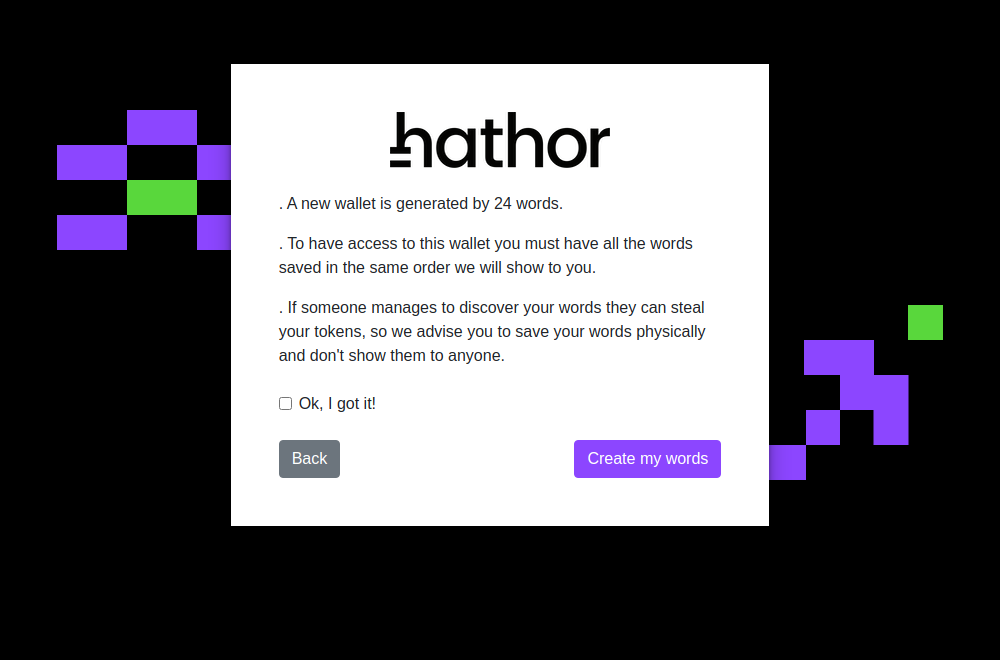 hathor
. A new wallet is generated by 24 words.
. To have access to this wallet you must have all the words
saved in the same order we will show to you.
. If someone manages to discover your words they can steal
your tokens, so we advise you to save your words physically
and don't show them to anyone.
Ok, I got it!
Back
Create my words